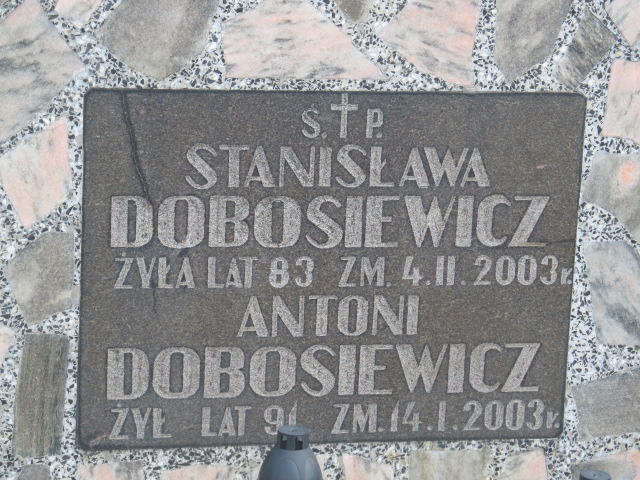 Ś.†P.
STANISŁAWA
DOBOSIEWICZ
ŻYŁA LAT 83 ZM. 4.II.2003r.
ANTONI
DOBOSIEWICZ
ŻYŁ LAT 91 ZM. 14.I.2003r.